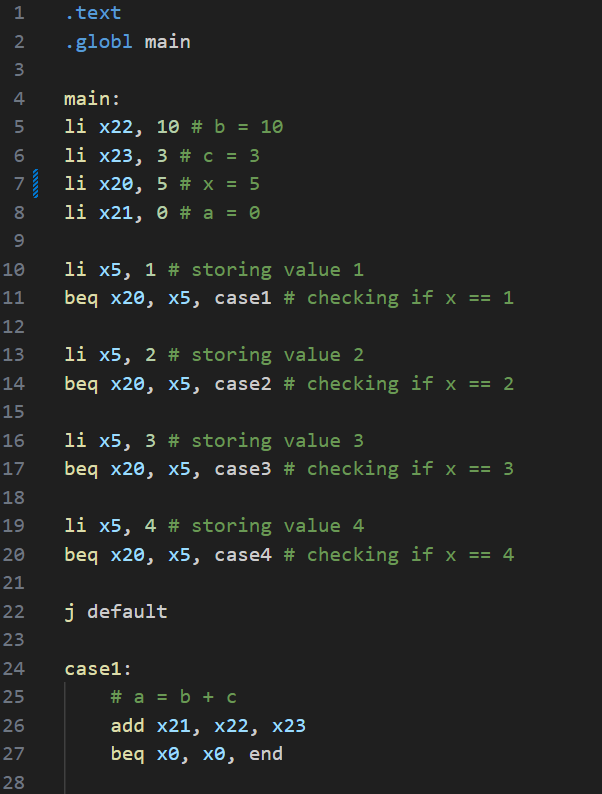 1 .text
2 .globl main
3
4 main:
5 li x22, 10 # b = 10
6 li x23, 3 # c = 3
7 li x20, 5 # x = 5
8 li x21, 0 # a = 0
9
10 li x5, 1 # storing value 1
11 beq x20, x5, case1 # checking if x == 1
12
13 li x5, 2 # storing value 2
14 beq x20, x5, case2 # checking if x == 2
15
16 li x5, 3 # storing value 3
17 beq x20, x5, case3 # checking if x == 3
18
19 li x5, 4 # storing value 4
20 beq x20, x5, case4 # checking if x == 4
21
22 j default
23
24 case1:
25 # a = b + c
26 add x21, x22, x23
27 beq x0, x0, end
28